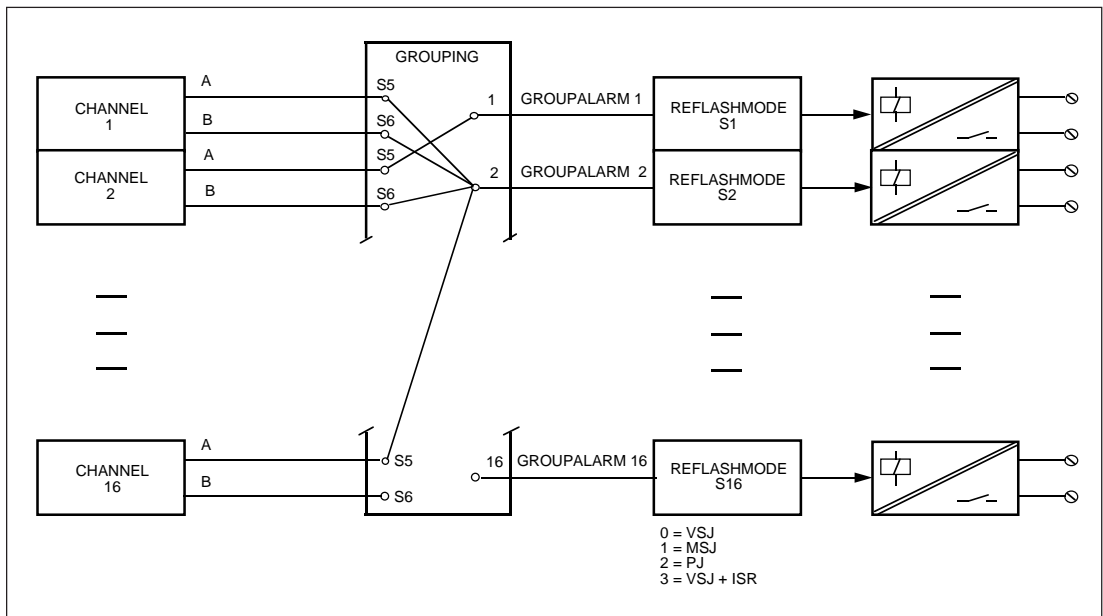 GROUPING
CHANNEL
1
A
B
S5
S6
1
GROUPALARM 1
REFLASHMODE
S1
CHANNEL
2
A
B
S5
S6
2
GROUPALARM 2
REFLASHMODE
S2
CHANNEL
16
A
B
S5
S6
16
GROUPALARM 16
REFLASHMODE
S16
0 = VSJ
1 = MSJ
2 = PJ
3 = VSJ + ISR